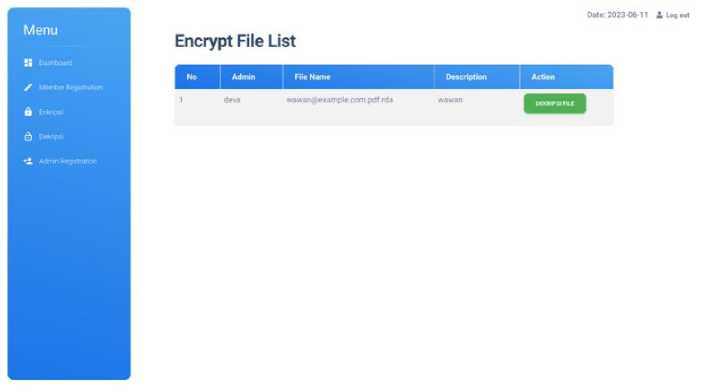 Date: 2023-06-11 Log out
Menu
Dashboard
Member Registration
Enkripsi
Dekripsi
Admin Registration
Encrypt File List
No Admin File Name Description Action
1 deva wawan@example.com.pdf.rda wawan DEKRIPSI FILE